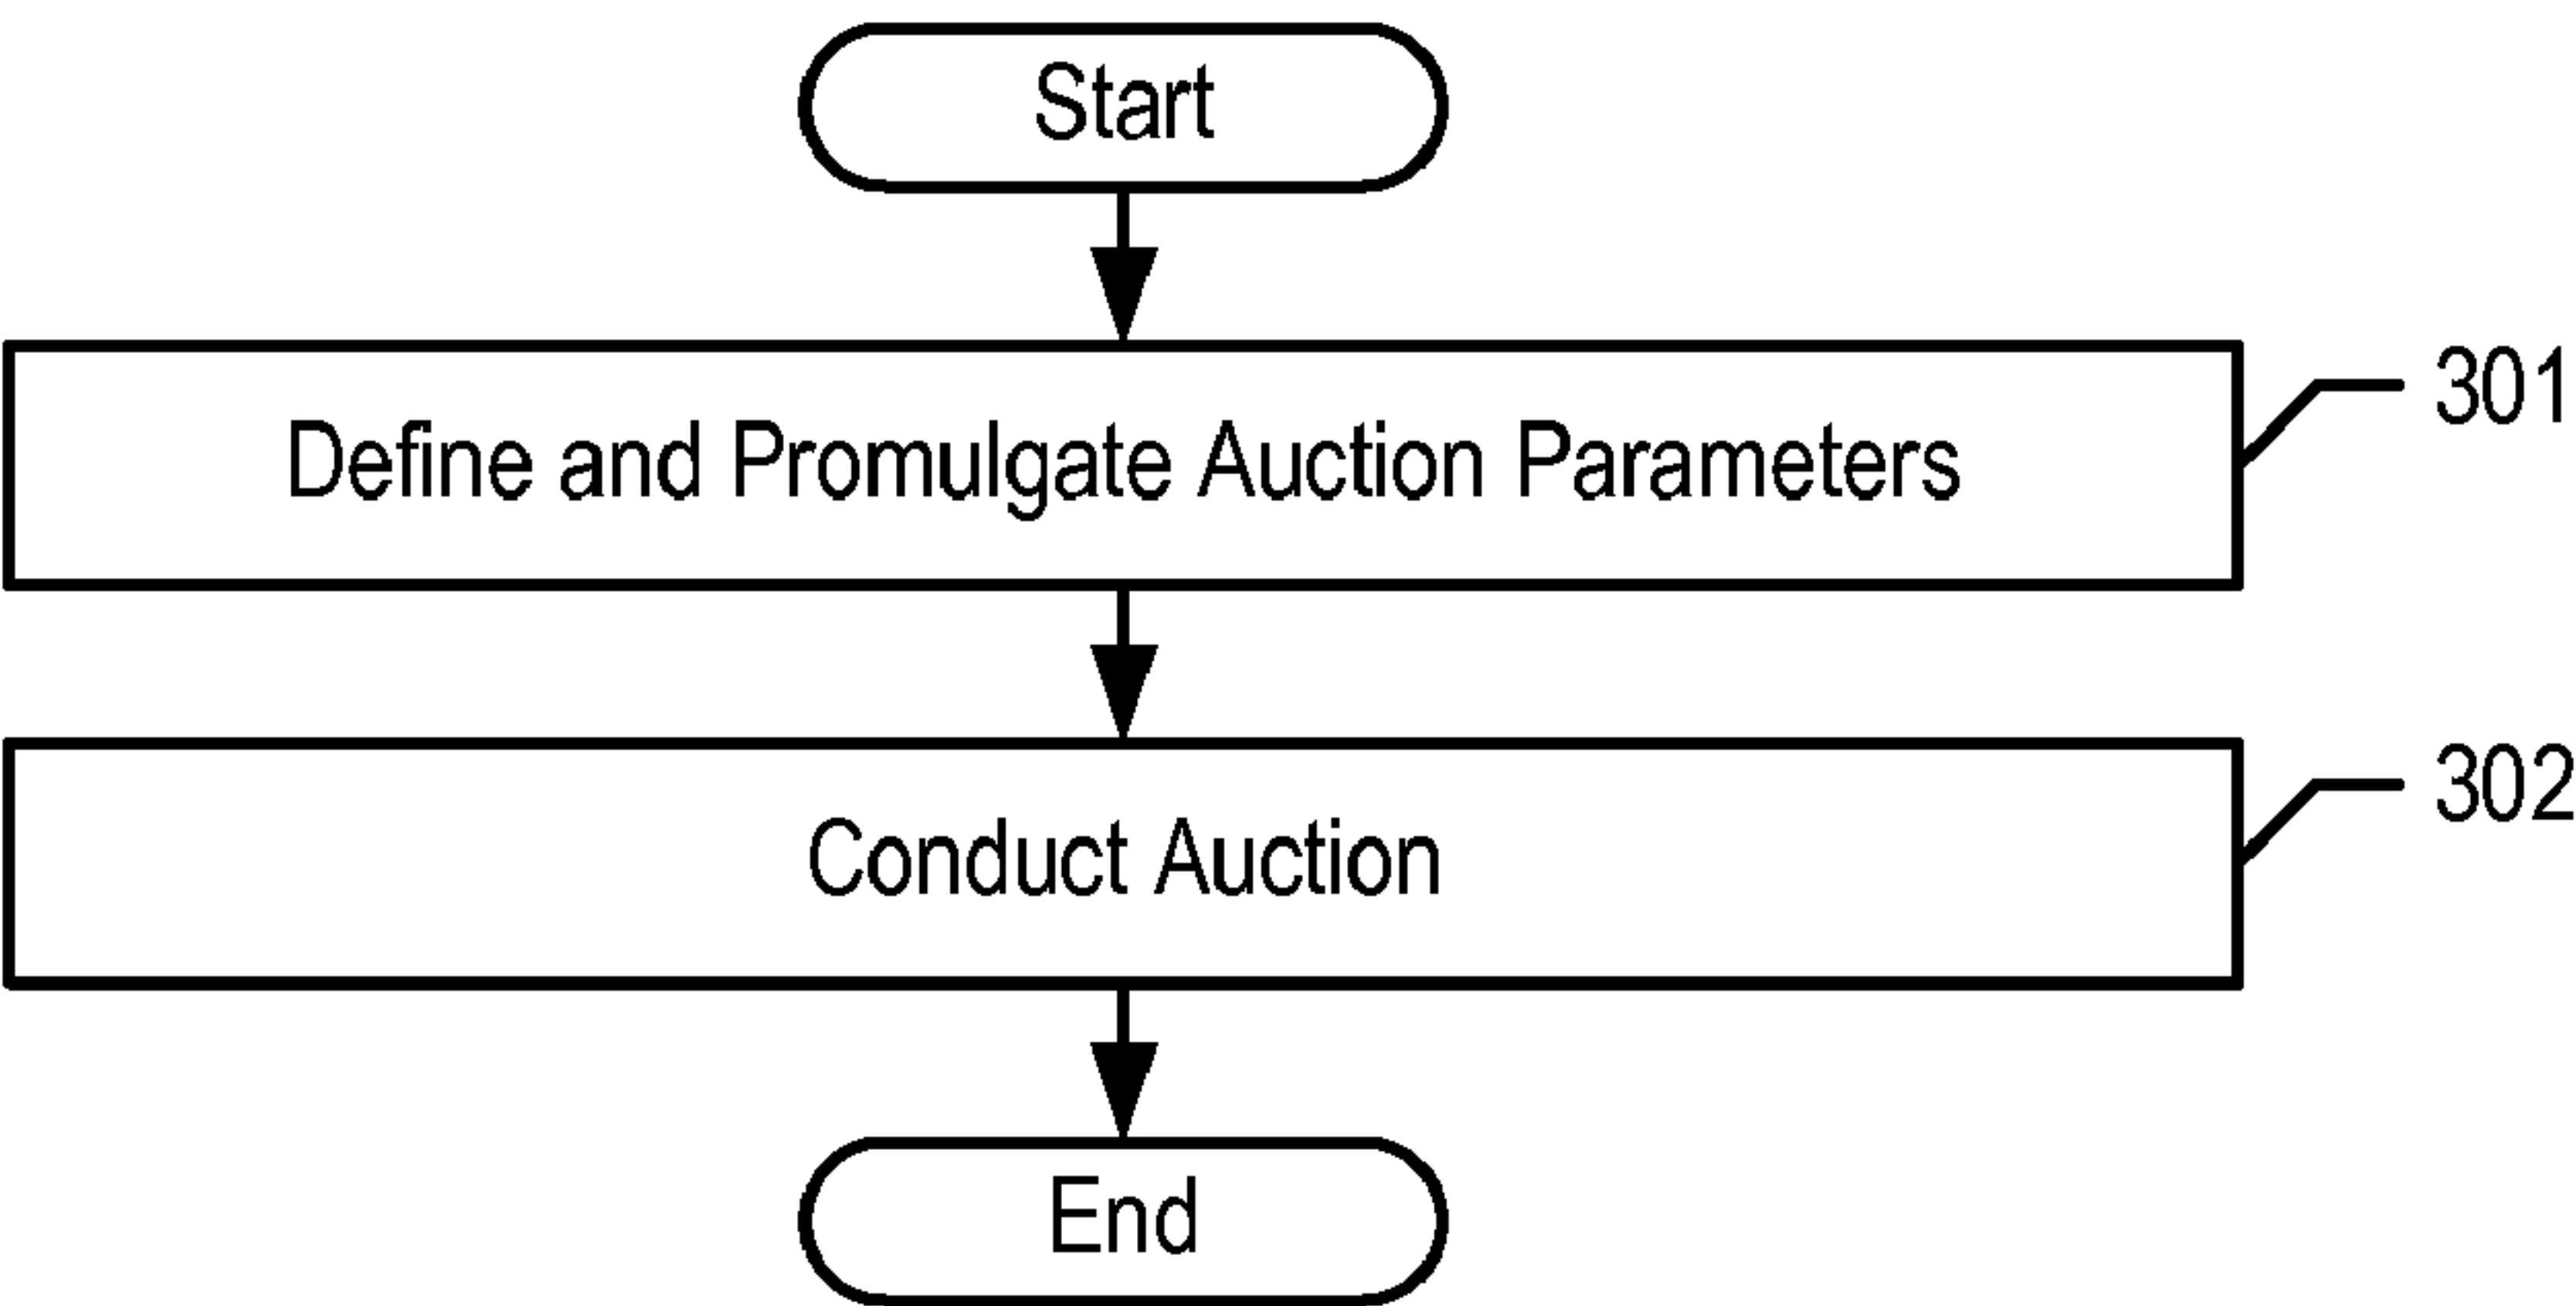 Start
Define and Promulgate Auction Parameters
301
Conduct Auction
302
End